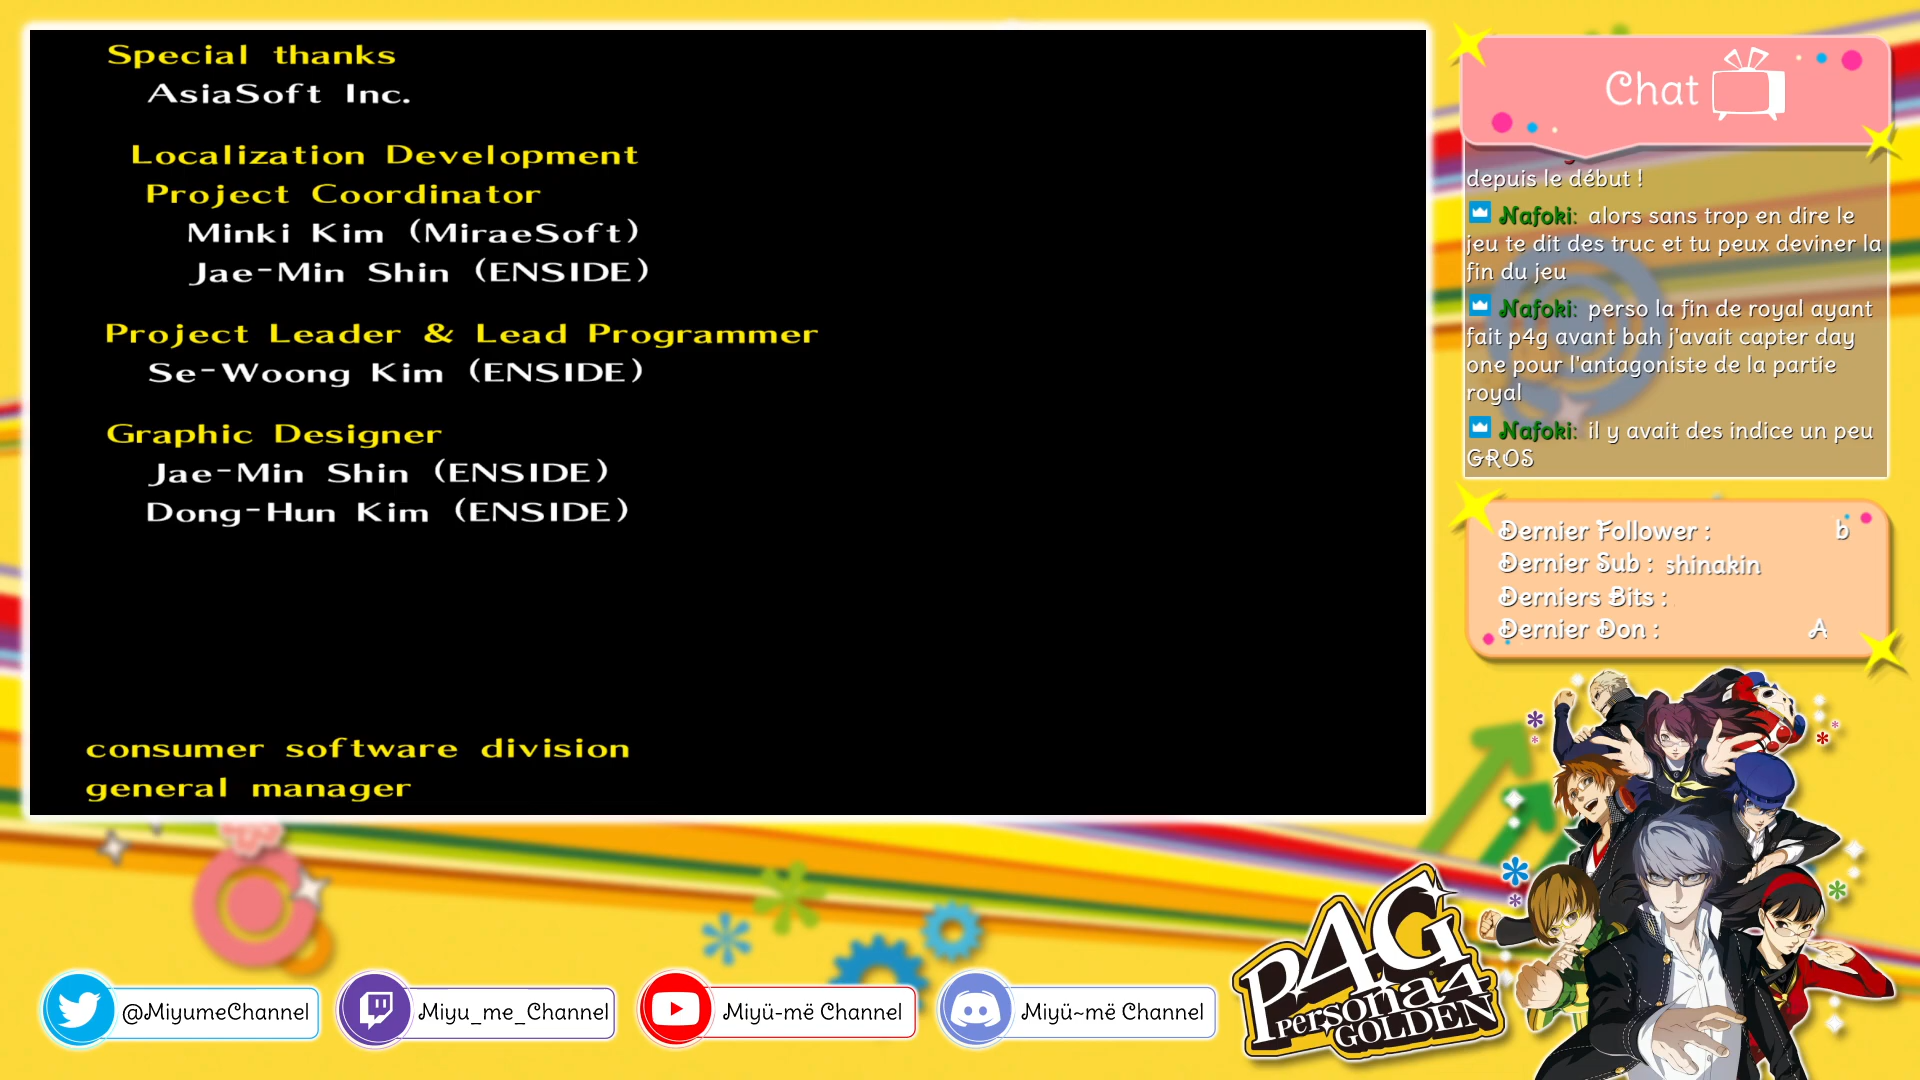 Special thanks
AsiaSoft Inc.
Localization Development
Project Coordinator
Minki Kim (MiraeSoft)
Jae-Min Shin (ENSIDE)
Project Leader & Lead Programmer
Se-Woong Kim (ENSIDE)
Graphic Designer
Jae-Min Shin (ENSIDE)
Dong-Hun Kim (ENSIDE)
consumer software division
general manager
Chat
depuis le début !
Nafoki: alors sans trop en dire le
jeu te dit des truc et tu peux deviner la
fin du jeu
Nafoki: perso la fin de royal ayant
fait p4g avant bah j'avait capter day
one pour l'antagoniste de la partie
royal
Nafoki: il y avait des indice un peu
GROS
Dernier Follower : b
Dernier Sub : shinakin
Derniers Bits :
Dernier Don : A
@MiyumeChannel
Miyu_me_Channel
Miyü-më Channel
Miyü~më Channel
P4G
Persona 4
GOLDEN